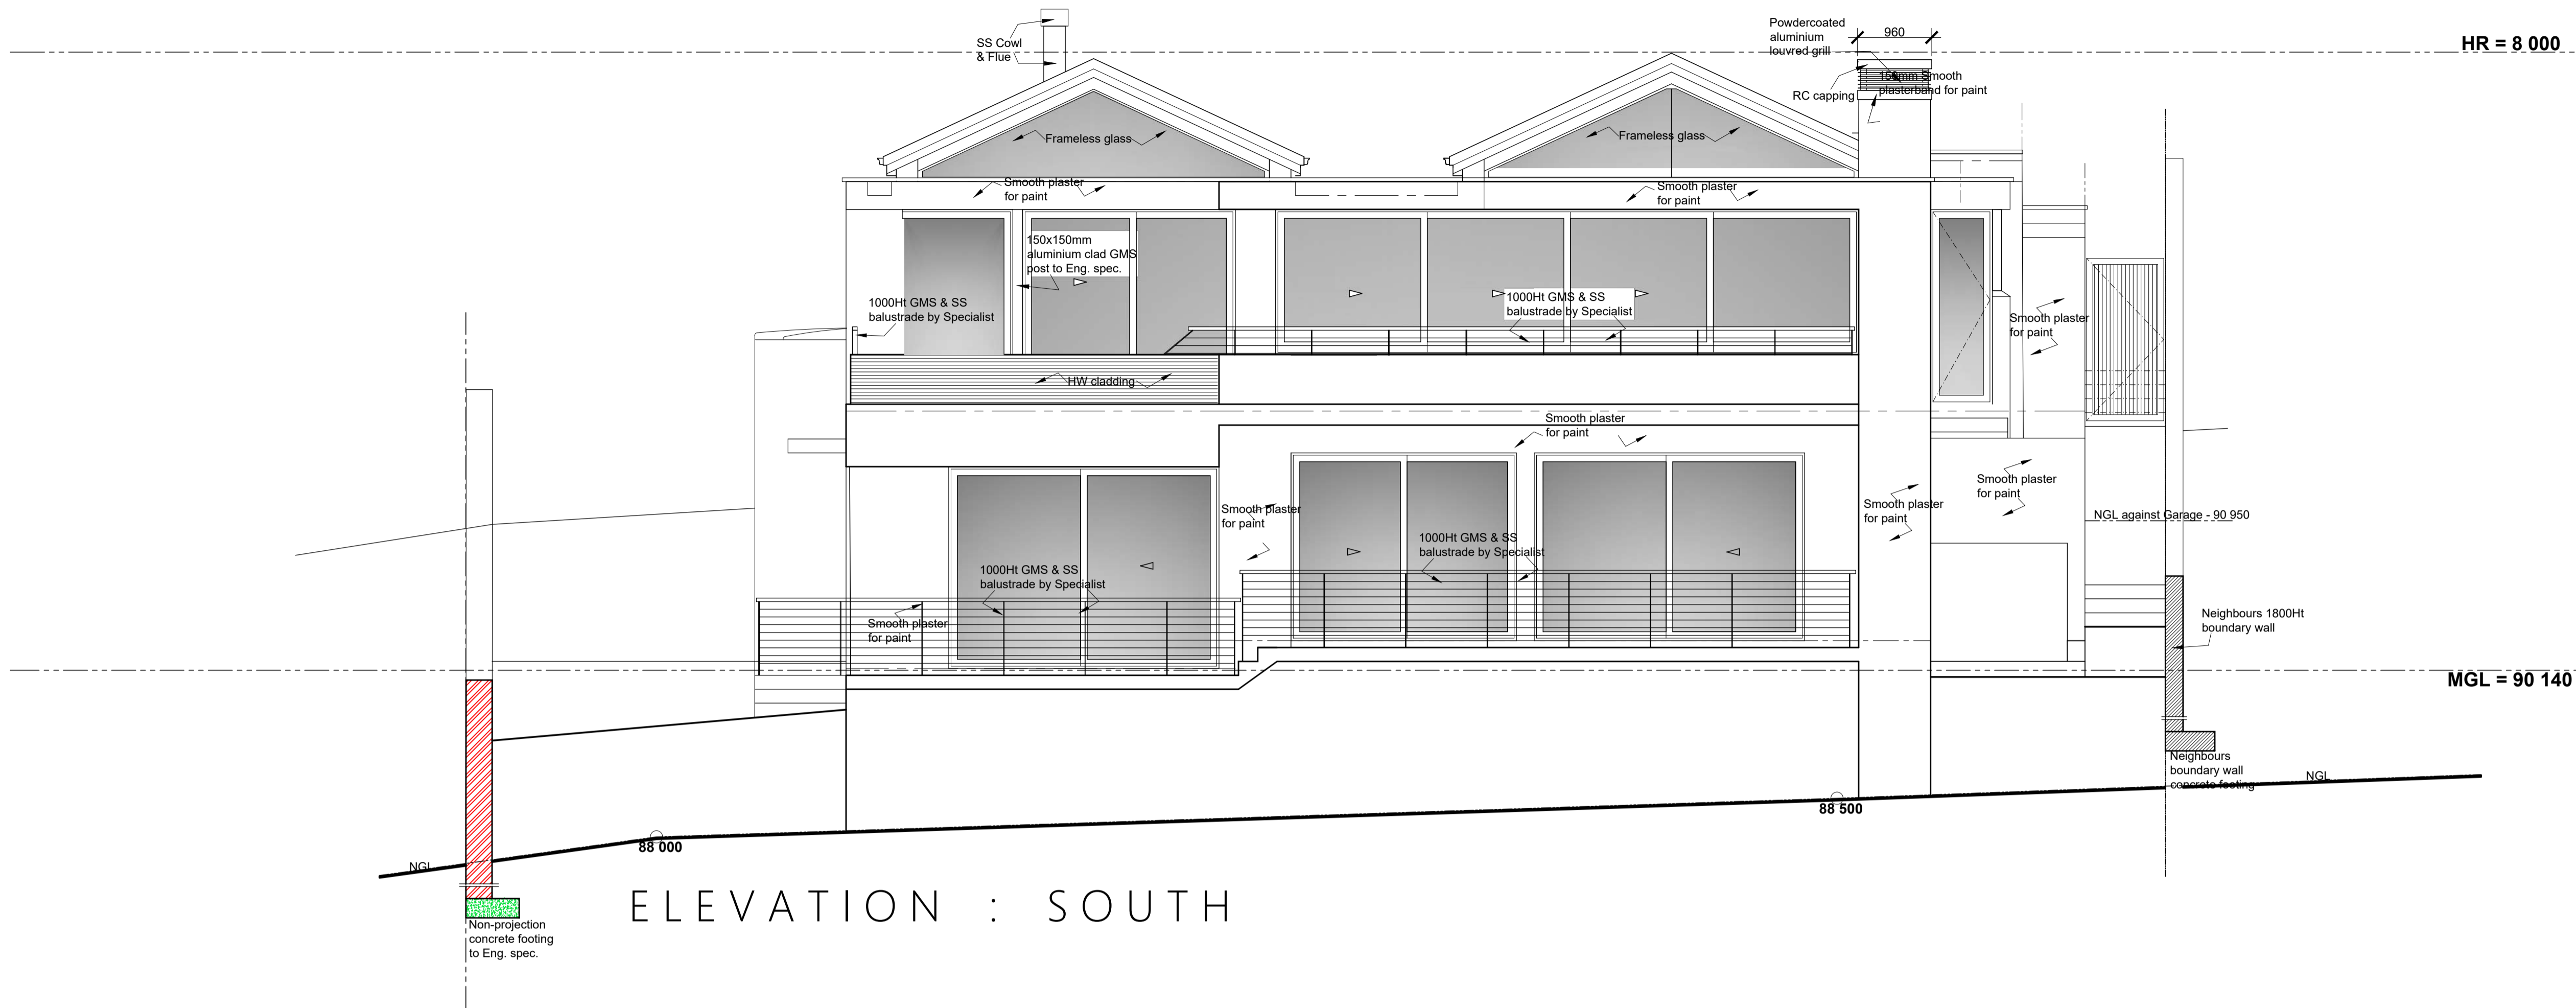 Powdercoated
aluminium
louvred grill
960
HR = 8 000
SS Cowl
& Flue
150mm Smooth
plasterband for paint
RC capping
Frameless glass
Frameless glass
Smooth plaster
for paint
Smooth plaster
for paint
150x150mm
aluminium clad GMS
post to Eng. spec.
1000Ht GMS & SS
balustrade by Specialist
1000Ht GMS & SS
balustrade by Specialist
Smooth plaster
for paint
HW cladding
Smooth plaster
for paint
Smooth plaster
for paint
Smooth plaster
for paint
Smooth plaster
for paint
NGL against Garage - 90 950
1000Ht GMS & SS
balustrade by Specialist
1000Ht GMS & SS
balustrade by Specialist
Smooth plaster
for paint
Neighbours 1800Ht
boundary wall
MGL = 90 140
Neighbours
boundary wall
concrete footing
NGL
88 500
88 000
NGL
ELEVATION : SOUTH
Non-projection
concrete footing
to Eng. spec.